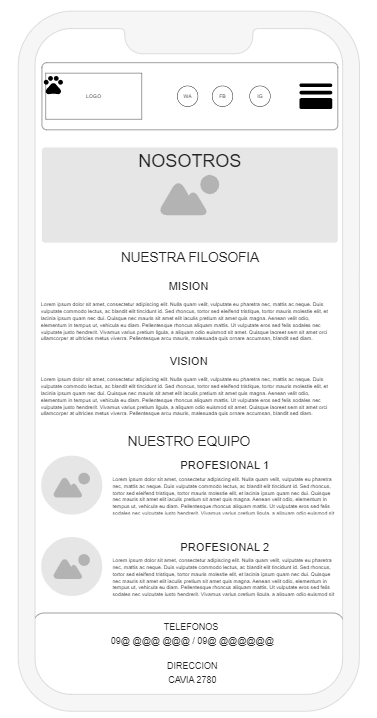 LOGO
WA FB IG
NOSOTROS
NUESTRA FILOSOFIA
MISION
Lorem ipsum dolor sit amet, consectetur adipiscing elit. Nulla quam velit, vulputate eu pharetra nec, mattis ac neque. Duis
vulputate commodo lectus, ac blandit elit tincidunt id. Sed rhoncus, tortor sed eleifend tristique, tortor mauris molestie elit, et
lacinia ipsum quam nec dui. Quisque nec mauris sit amet elit iaculis pretium sit amet quis magna. Aenean velit odio,
elementum in tempus ut, vehicula eu diam. Pellentesque rhoncus aliquam mattis. Ut vulputate eros sed felis sodales nec
vulputate justo hendrerit. Vivamus varius pretium ligula, a aliquam odio euismod sit amet. Quisque laoreet sem sit amet orci
ullamcorper at ultricies metus viverra. Pellentesque arcu mauris, malesuada quis ornare accumsan, blandit sed diam.
VISION
Lorem ipsum dolor sit amet, consectetur adipiscing elit. Nulla quam velit, vulputate eu pharetra nec, mattis ac neque. Duis
vulputate commodo lectus, ac blandit elit tincidunt id. Sed rhoncus, tortor sed eleifend tristique, tortor mauris molestie elit, et
lacinia ipsum quam nec dui. Quisque nec mauris sit amet elit iaculis pretium sit amet quis magna. Aenean velit odio,
elementum in tempus ut, vehicula eu diam. Pellentesque rhoncus aliquam mattis. Ut vulputate eros sed felis sodales nec
vulputate justo hendrerit. Vivamus varius pretium ligula, a aliquam odio euismod sit amet. Quisque laoreet sem sit amet orci
ullamcorper at ultricies metus viverra. Pellentesque arcu mauris, malesuada quis ornare accumsan, blandit sed diam.
NUESTRO EQUIPO
PROFESIONAL 1
Lorem ipsum dolor sit amet, consectetur adipiscing elit. Nulla quam velit, vulputate eu pharetra
nec, mattis ac neque. Duis vulputate commodo lectus, ac blandit elit tincidunt id. Sed rhoncus,
tortor sed eleifend tristique, tortor mauris molestie elit, et lacinia ipsum quam nec dui. Quisque
nec mauris sit amet elit iaculis pretium sit amet quis magna. Aenean velit odio, elementum in
tempus ut, vehicula eu diam. Pellentesque rhoncus aliquam mattis. Ut vulputate eros sed felis
sodales nec vulputate justo hendrerit. Vivamus varius pretium ligula, a aliquam odio euismod sit
PROFESIONAL 2
Lorem ipsum dolor sit amet, consectetur adipiscing elit. Nulla quam velit, vulputate eu pharetra
nec, mattis ac neque. Duis vulputate commodo lectus, ac blandit elit tincidunt id. Sed rhoncus,
tortor sed eleifend tristique, tortor mauris molestie elit, et lacinia ipsum quam nec dui. Quisque
nec mauris sit amet elit iaculis pretium sit amet quis magna. Aenean velit odio, elementum in
tempus ut, vehicula eu diam. Pellentesque rhoncus aliquam mattis. Ut vulputate eros sed felis
sodales nec vulputate justo hendrerit. Vivamus varius pretium ligula, a aliquam odio euismod sit
TELEFONOS
09@ @@@ @@@ / 09@ @@@@@@
DIRECCION
CAVIA 2780